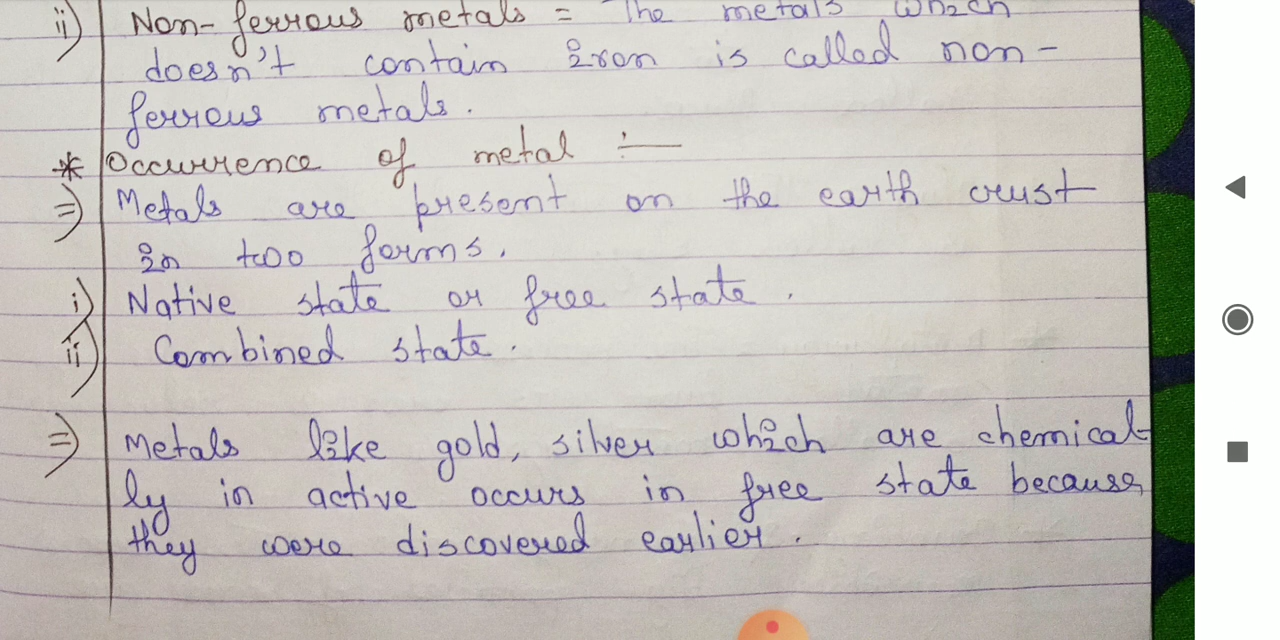 ii) Non-ferrous metals = The metals which
doesn't contain iron is called non-
ferrous metals.
* Occurrence of metal ÷
⇒ Metals are present on the earth crust
in two forms.
i) Native state or free state.
ii) Combined state.
⇒ Metals like gold, silver which are chemical-
ly in active occurs in free state because
they were discovered earlier.